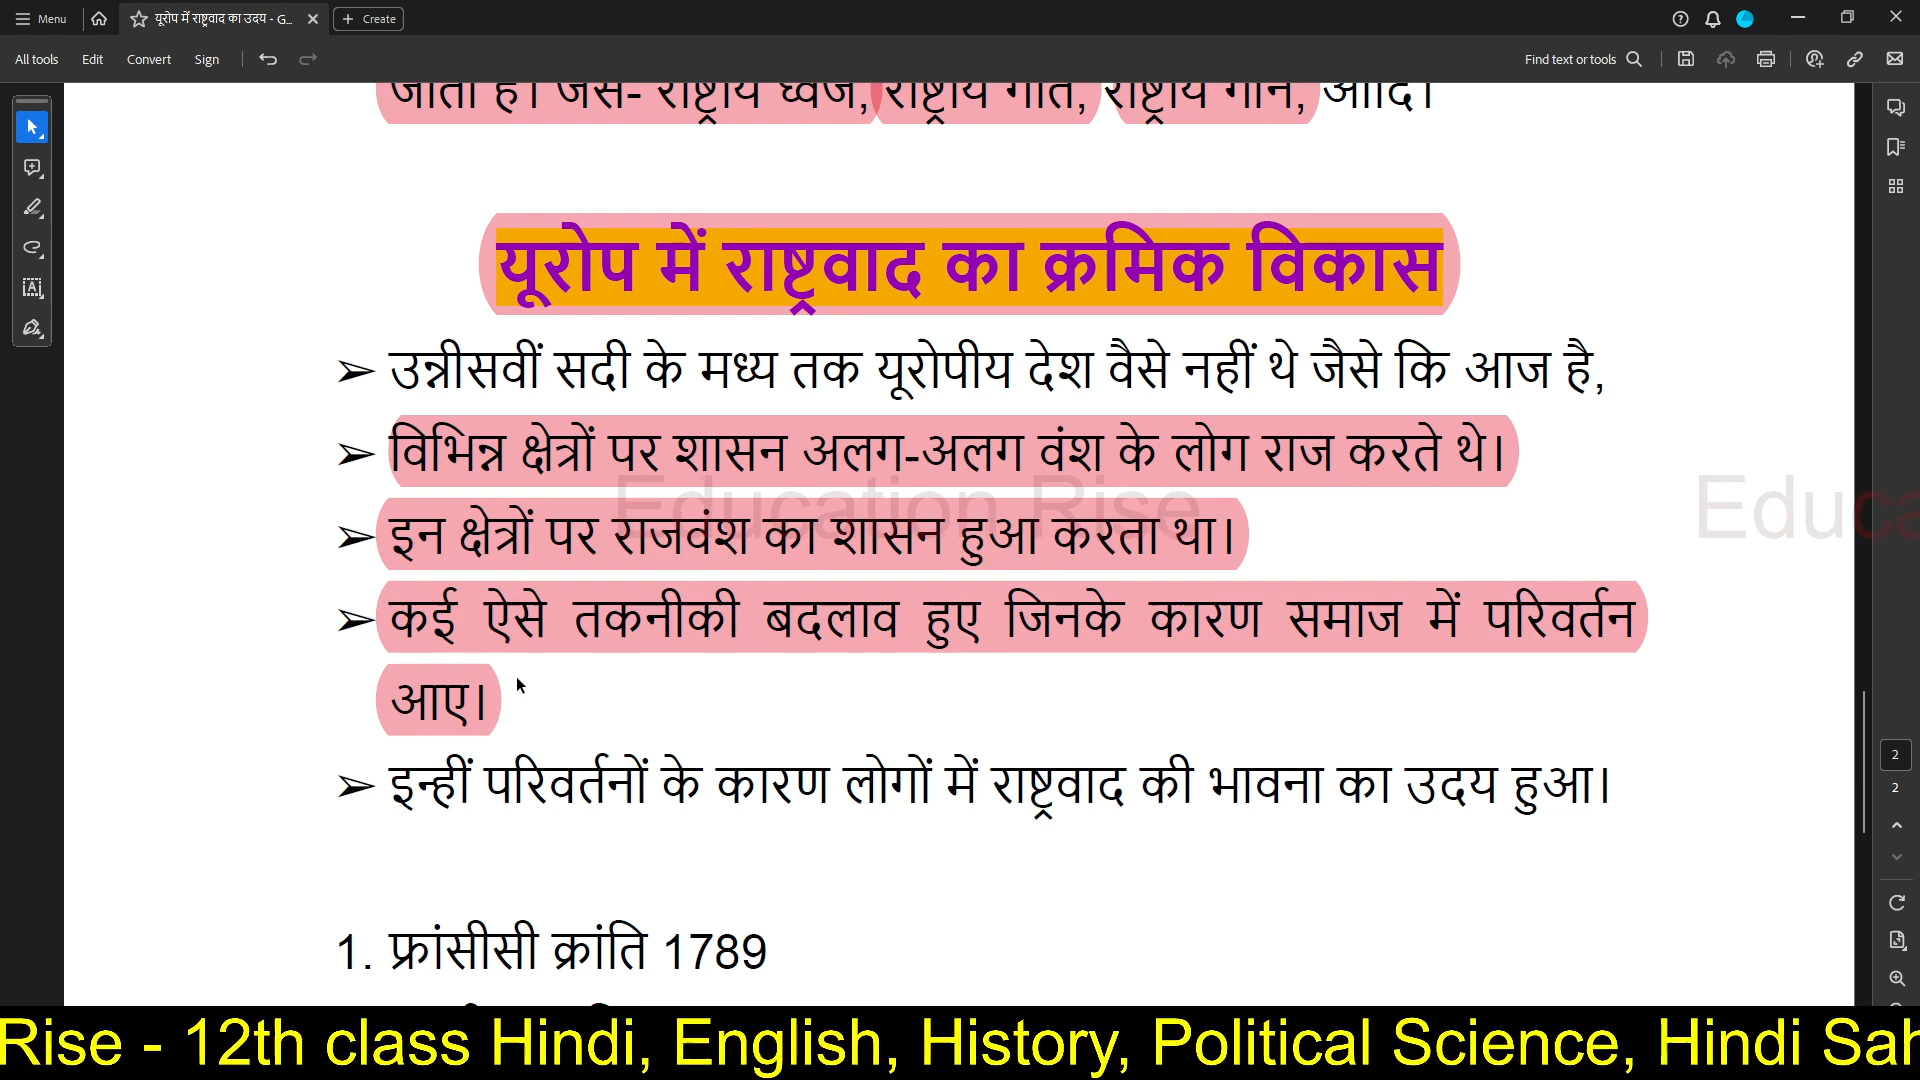 Menu
यूरोप में राष्ट्रवाद का उदय - G...
Create
All tools Edit Convert Sign
Find text or tools
जाता है। जैसे- राष्ट्रीय ध्वज, राष्ट्रीय गीत, राष्ट्रीय गान, आदि।
यूरोप में राष्ट्रवाद का क्रमिक विकास
➢ उन्नीसवीं सदी के मध्य तक यूरोपीय देश वैसे नहीं थे जैसे कि आज है,
➢ विभिन्न क्षेत्रों पर शासन अलग-अलग वंश के लोग राज करते थे।
Education Rise
Educa
➢ इन क्षेत्रों पर राजवंश का शासन हुआ करता था।
➢ कई ऐसे तकनीकी बदलाव हुए जिनके कारण समाज में परिवर्तन
आए।
➢ इन्हीं परिवर्तनों के कारण लोगों में राष्ट्रवाद की भावना का उदय हुआ।
2
2
1. फ्रांसीसी क्रांति 1789
Rise - 12th class Hindi, English, History, Political Science, Hindi Sah